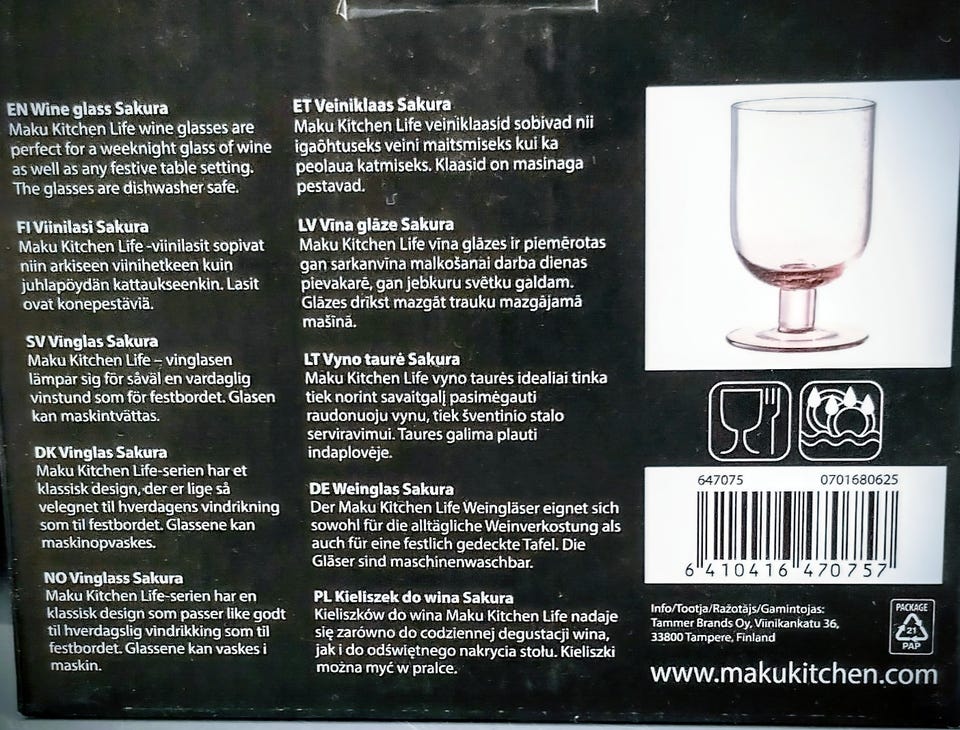 EN Wine glass Sakura
Maku Kitchen Life wine glasses are
perfect for a weeknight glass of wine
as well as any festive table setting.
The glasses are dishwasher safe.
FI Viinilasi Sakura
Maku Kitchen Life -viinilasit sopivat
niin arkiseen viinihetkeen kuin
juhlapöydän kattaukseenkin. Lasit
ovat konepestäviä.
SV Vinglas Sakura
Maku Kitchen Life – vinglasen
lämpar sig för såväl en vardaglig
vinstund som för festbordet. Glasen
kan maskintvättas.
DK Vinglas Sakura
Maku Kitchen Life-serien har et
klassisk design, der er lige så
velegnet til hverdagens vindrikning
som til festbordet. Glassene kan
maskinopvaskes.
NO Vinglass Sakura
Maku Kitchen Life-serien har en
klassisk design som passer like godt
til hverdagslig vindrikking som til
festbordet. Glassene kan vaskes i
maskin.
ET Veiniklaas Sakura
Maku Kitchen Life veiniklaasid sobivad nii
igaõhtuseks veini maitsmiseks kui ka
peolaua katmiseks. Klaasid on masinaga
pestavad.
LV Vīna glāze Sakura
Maku Kitchen Life vīna glāzes ir piemērotas
gan sarkanvīna malkošanai darba dienas
pievakarē, gan jebkuru svētku galdam.
Glāzes drīkst mazgāt trauku mazgājamā
mašīnā.
LT Vyno taurė Sakura
Maku Kitchen Life vyno taurės idealiai tinka
tiek norint savaitgalį pasimėgauti
raudonuoju vynu, tiek šventinio stalo
serviravimui. Taures galima plauti
indaplovėje.
DE Weinglas Sakura
Der Maku Kitchen Life Weingläser eignet sich
sowohl für die alltägliche Weinverkostung als
auch für eine festlich gedeckte Tafel. Die
Gläser sind maschinenwaschbar.
PL Kieliszek do wina Sakura
Kieliszków do wina Maku Kitchen Life nadaje
się zarówno do codziennej degustacji wina,
jak i do odświętnego nakrycia stołu. Kieliszki
można myć w pralce.
647075 0701680625
6 410416 470757
Info/Tootja/Ražotājs/Gamintojas:
Tammer Brands Oy, Viinikankatu 36,
33800 Tampere, Finland
PACKAGE
21
PAP
www.makukitchen.com